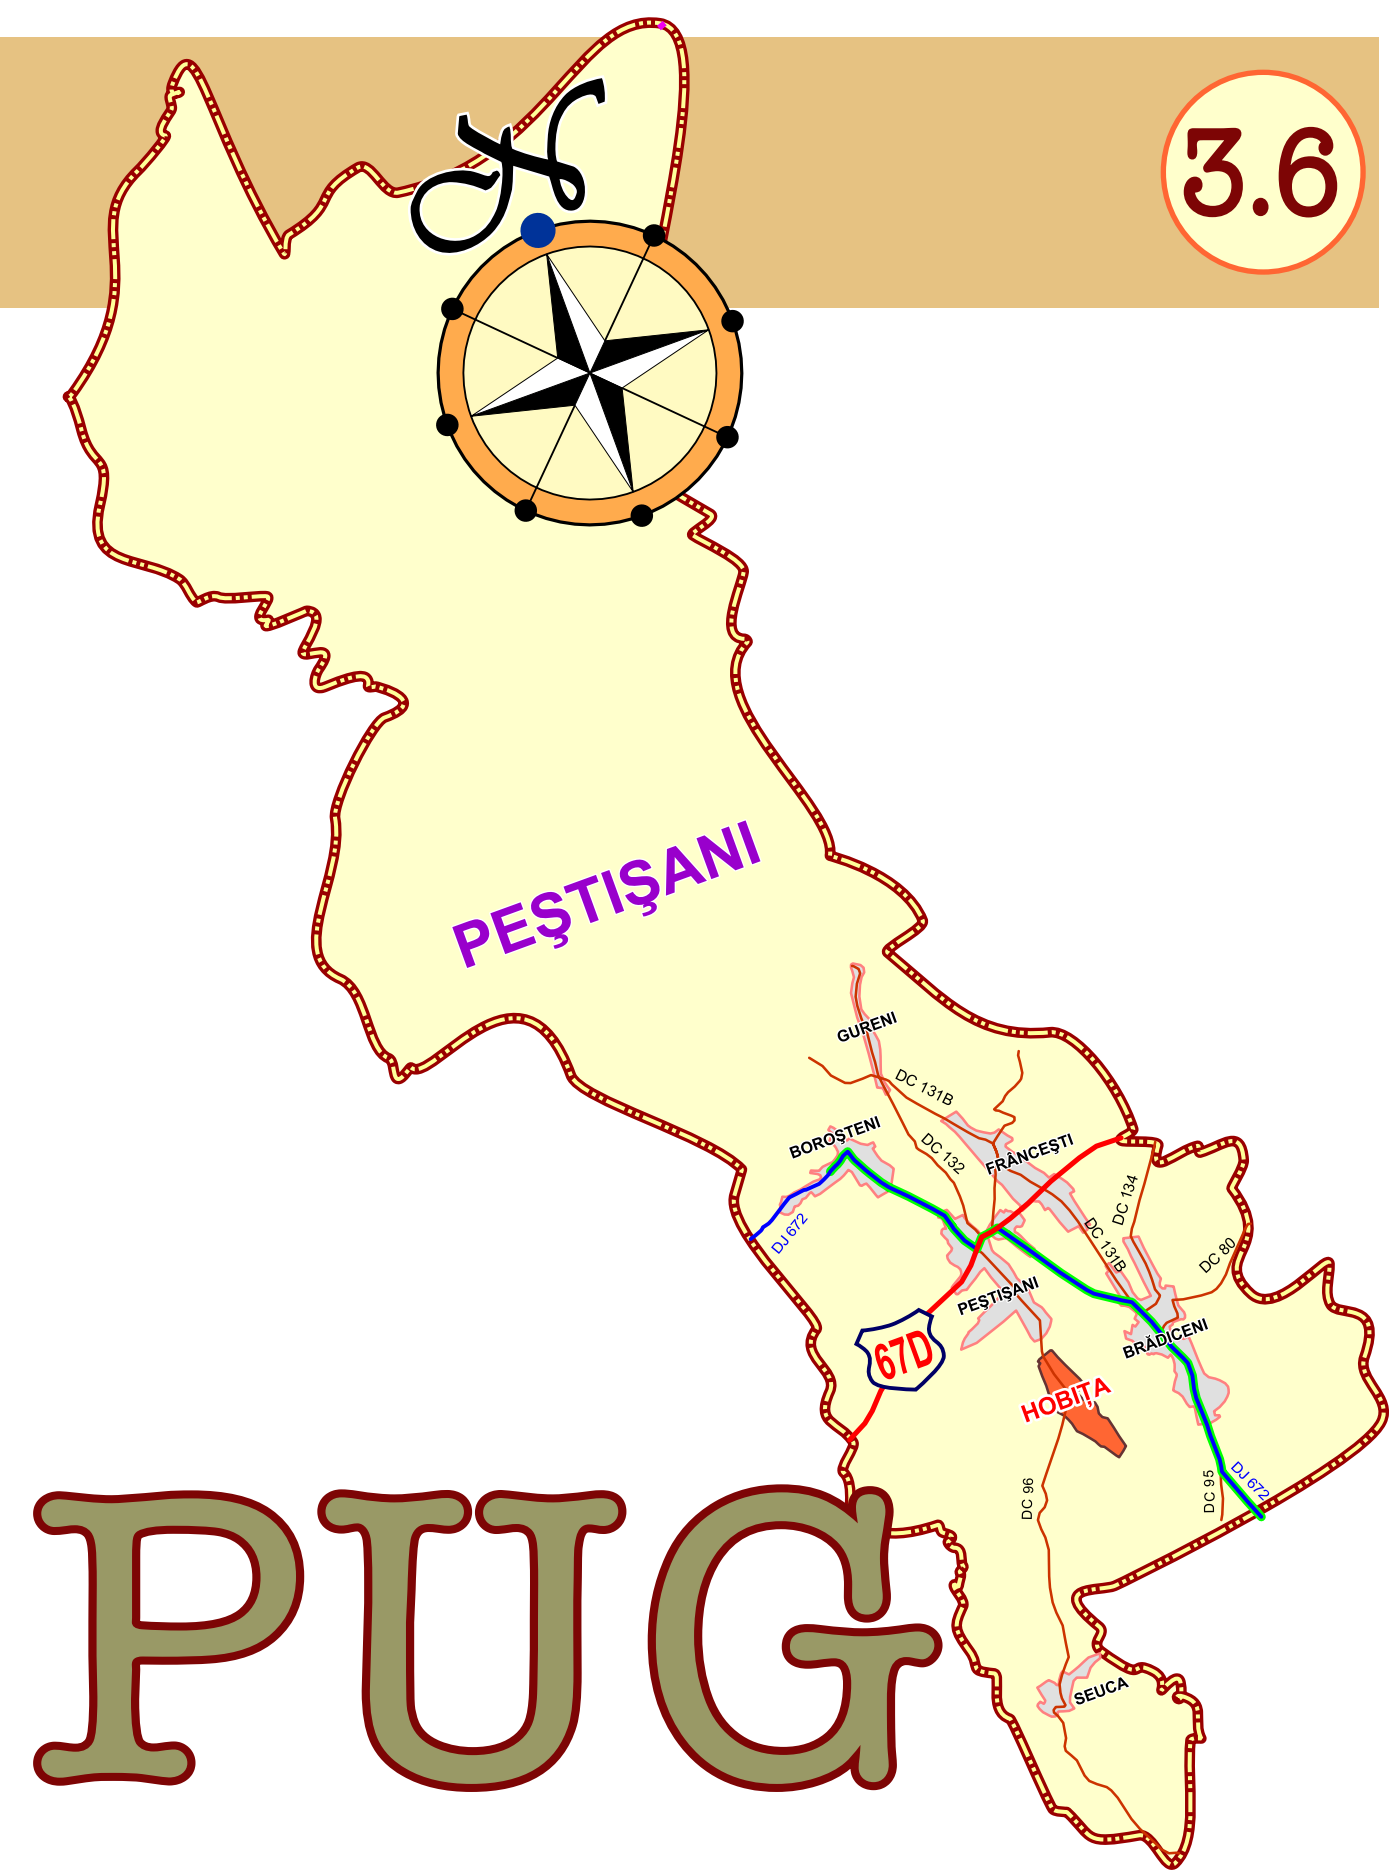 N
3.6
PEŞTIŞANI
GURENI
DC 131B
BOROŞTENI
DC 132
FRÂNCEŞTI
DC 134
DJ 672
DC 131B
DC 80
PEŞTIŞANI
BRĂDICENI
67D
HOBIȚA
DC 96
DC 95
DJ 672
PUG
SEUCA